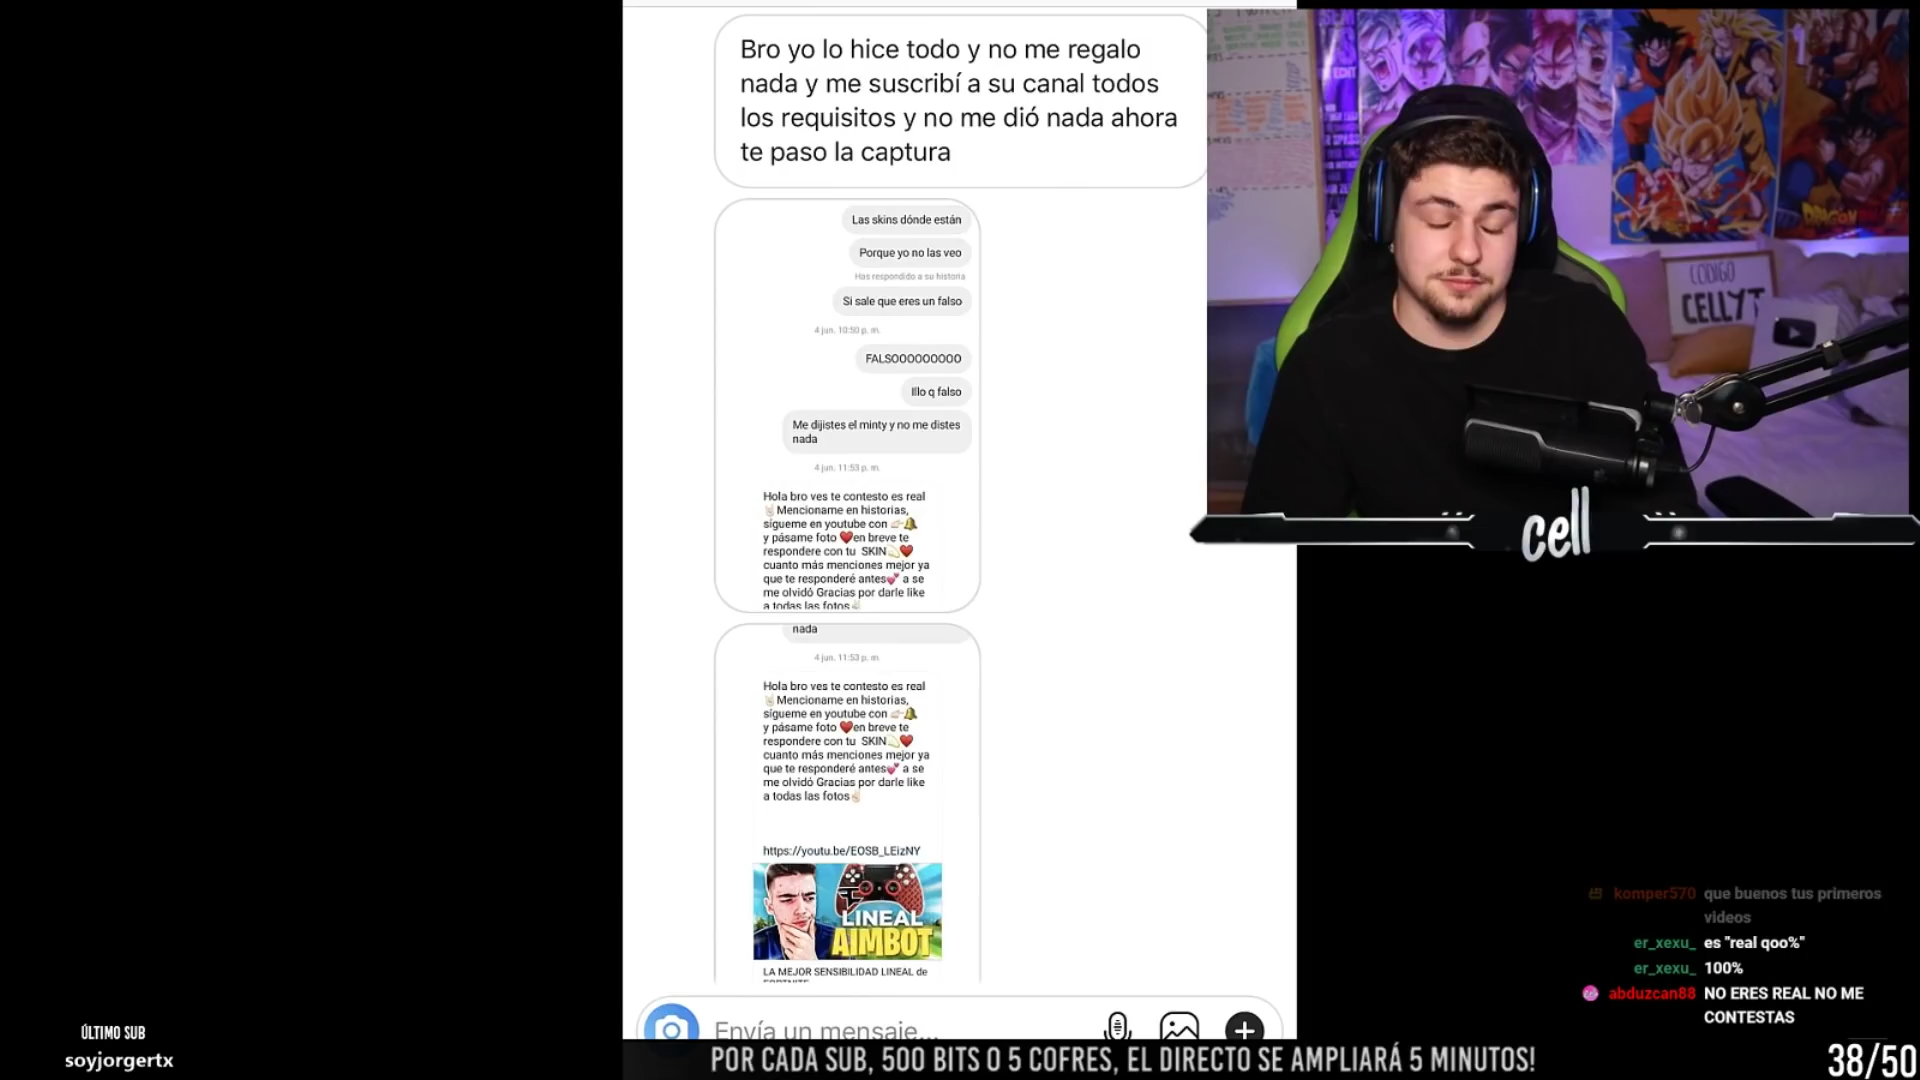 Bro yo lo hice todo y no me regalo
nada y me suscribí a su canal todos
los requisitos y no me dió nada ahora
te paso la captura
Las skins dónde están
Porque yo no las veo
Has respondido a su historia
Si sale que eres un falso
4 jun. 10:50 p. m.
FALSOOOOOOOOO
Illo q falso
Me dijistes el minty y no me distes
nada
4 jun. 11:53 p. m.
Hola bro ves te contesto es real
🤘🏻Mencioname en historias,
sígueme en youtube con 👉🏻🔔
y pásame foto ❤️en breve te
respondere con tu SKIN💫❤️
cuanto más menciones mejor ya
que te responderé antes💕 a se
me olvidó Gracias por darle like
a todas las fotos✌🏻
nada
4 jun. 11:53 p. m.
Hola bro ves te contesto es real
🤘🏻Mencioname en historias,
sígueme en youtube con 👉🏻🔔
y pásame foto ❤️en breve te
respondere con tu SKIN💫❤️
cuanto más menciones mejor ya
que te responderé antes💕 a se
me olvidó Gracias por darle like
a todas las fotos✌🏻
https://youtu.be/EOSB_LEizNY
LINEAL
AIMBOT
LA MEJOR SENSIBILIDAD LINEAL de
FORTNITE
Envía un mensaje...
CODIGO
CELLYT
DRAGON
cell
komper570 que buenos tus primeros
videos
er_xexu_ es "real qoo%"
er_xexu_ 100%
abduzcan88 NO ERES REAL NO ME
CONTESTAS
ÚLTIMO SUB
soyjorgertx
POR CADA SUB, 500 BITS O 5 COFRES, EL DIRECTO SE AMPLIARÁ 5 MINUTOS!
38/50